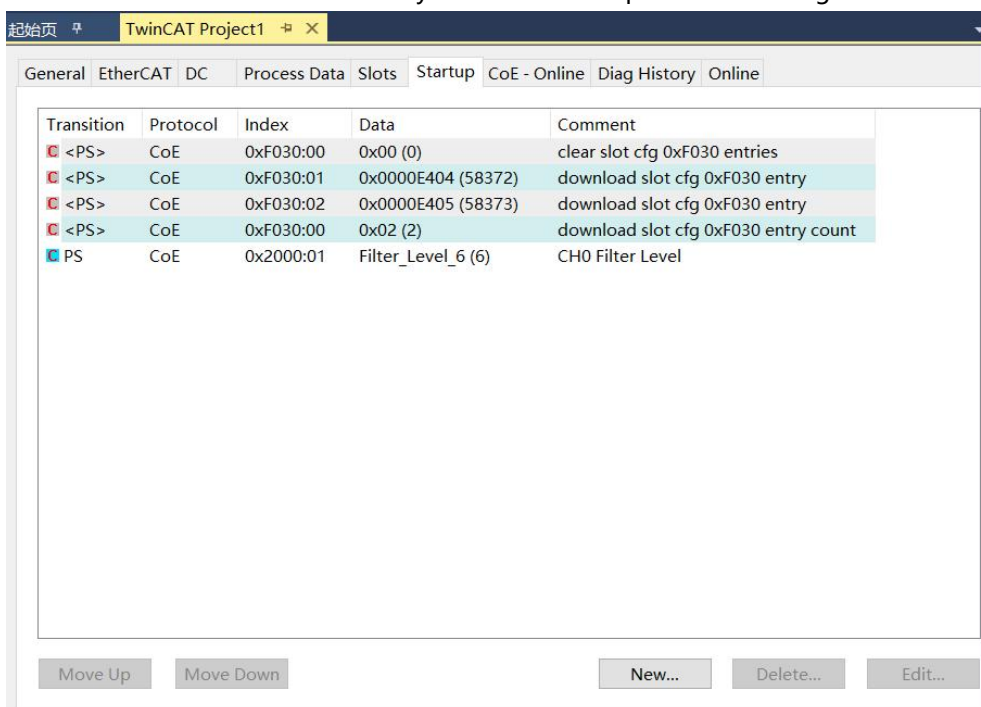 起始页 TwinCAT Project1
General EtherCAT DC Process Data Slots Startup CoE - Online Diag History Online
Transition Protocol Index Data Comment
C <PS> CoE 0xF030:00 0x00 (0) clear slot cfg 0xF030 entries
C <PS> CoE 0xF030:01 0x0000E404 (58372) download slot cfg 0xF030 entry
C <PS> CoE 0xF030:02 0x0000E405 (58373) download slot cfg 0xF030 entry
C <PS> CoE 0xF030:00 0x02 (2) download slot cfg 0xF030 entry count
C PS CoE 0x2000:01 Filter_Level_6 (6) CH0 Filter Level
Move Up Move Down New... Delete... Edit...